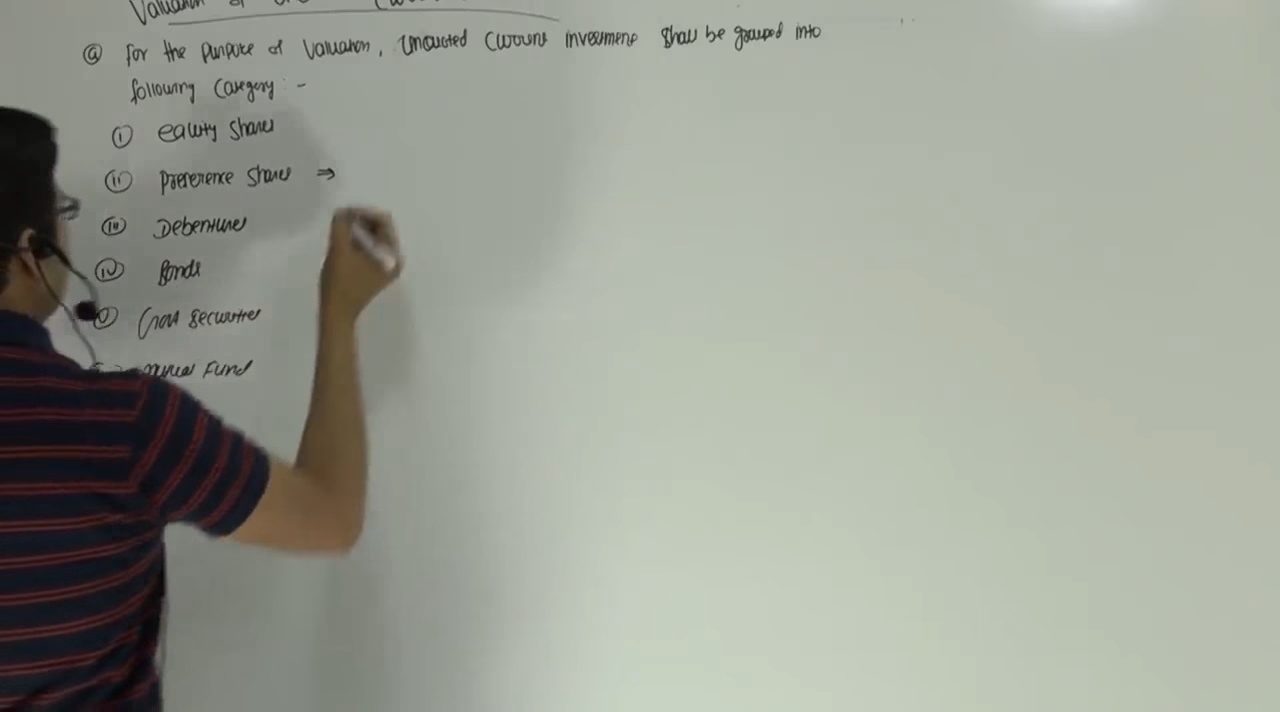 Valuation of
@ For the purpose of Valuation, unquoted Current investment shall be grouped into
following Category :-
(i) equity shares
(ii) Preference shares ⇒
(iii) Debentures
(iv) Bonds
Govt securities
mutual Fund